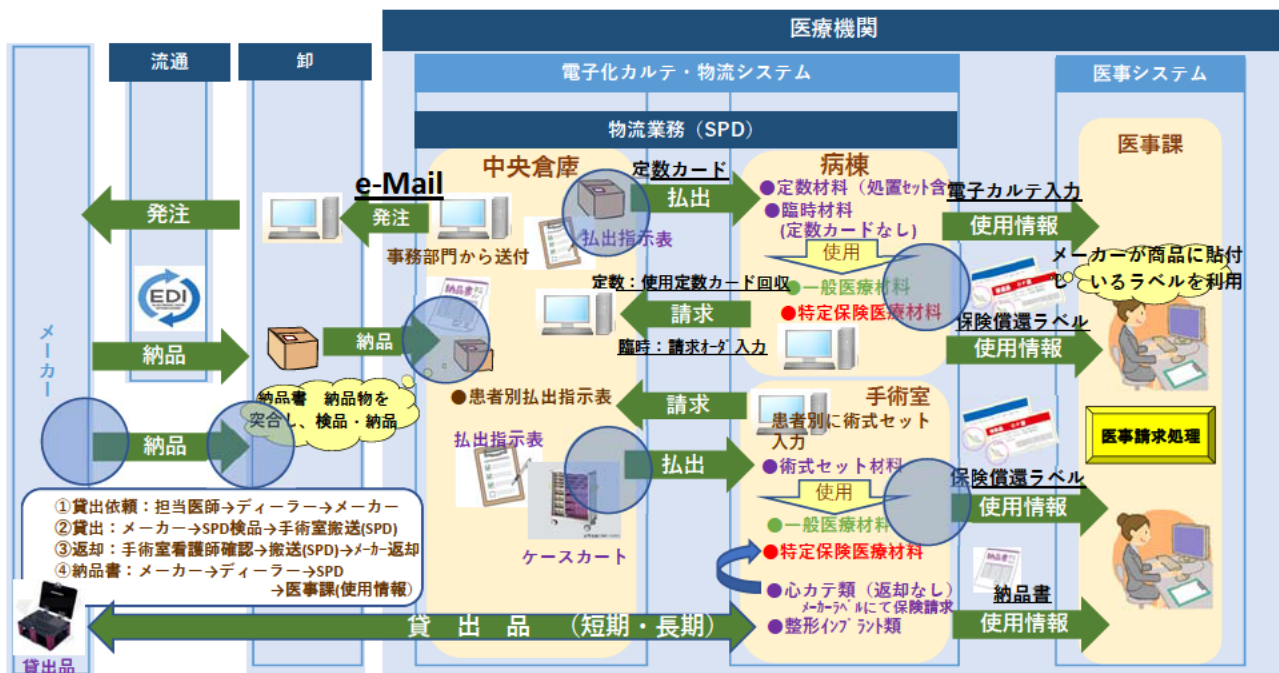 医療機関
流通
卸
電子化カルテ・物流システム
医事システム
物流業務（SPD）
メーカー
中央倉庫
定数カード
病棟
医事課
e-Mail
発注
発注
払出
●定数材料（処置ｾｯﾄ含
●臨時材料
(定数カードなし)
電子カルテ入力
使用情報
払出指示表
事務部門から送付
使用
メーカーが商品に貼付
し
いるラベルを利用
EDI
納品書
定数：使用定数カード回収
●一般医療材料
請求
●特定保険医療材料
保険償還ラベル
納品
納品
臨時：請求ｵｰﾀﾞ入力
使用情報
納品書　納品物を
突合し、検品・納品
●患者別払出指示表
請求
手術室
患者別に術式セット
入力
納品
払出指示表
払出
●術式セット材料
医事請求処理
保険償還ラベル
使用
使用情報
●一般医療材料
ケースカート
●特定保険医療材料
①貸出依頼：担当医師→ディーラー→メーカー
②貸出：メーカー→SPD検品→手術室搬送(SPD)
③返却：手術室看護師確認→搬送(SPD)→ﾒｰｶｰ返却
④納品書：メーカー→ディーラー→SPD
→医事課(使用情報)
●心カテ類（返却なし）
ﾒｰｶｰﾗﾍﾞﾙにて保険請求
●整形ｲﾝﾌﾟﾗﾝﾄ類
納品書
使用情報
貸　出　品　（短期・長期）
貸出品